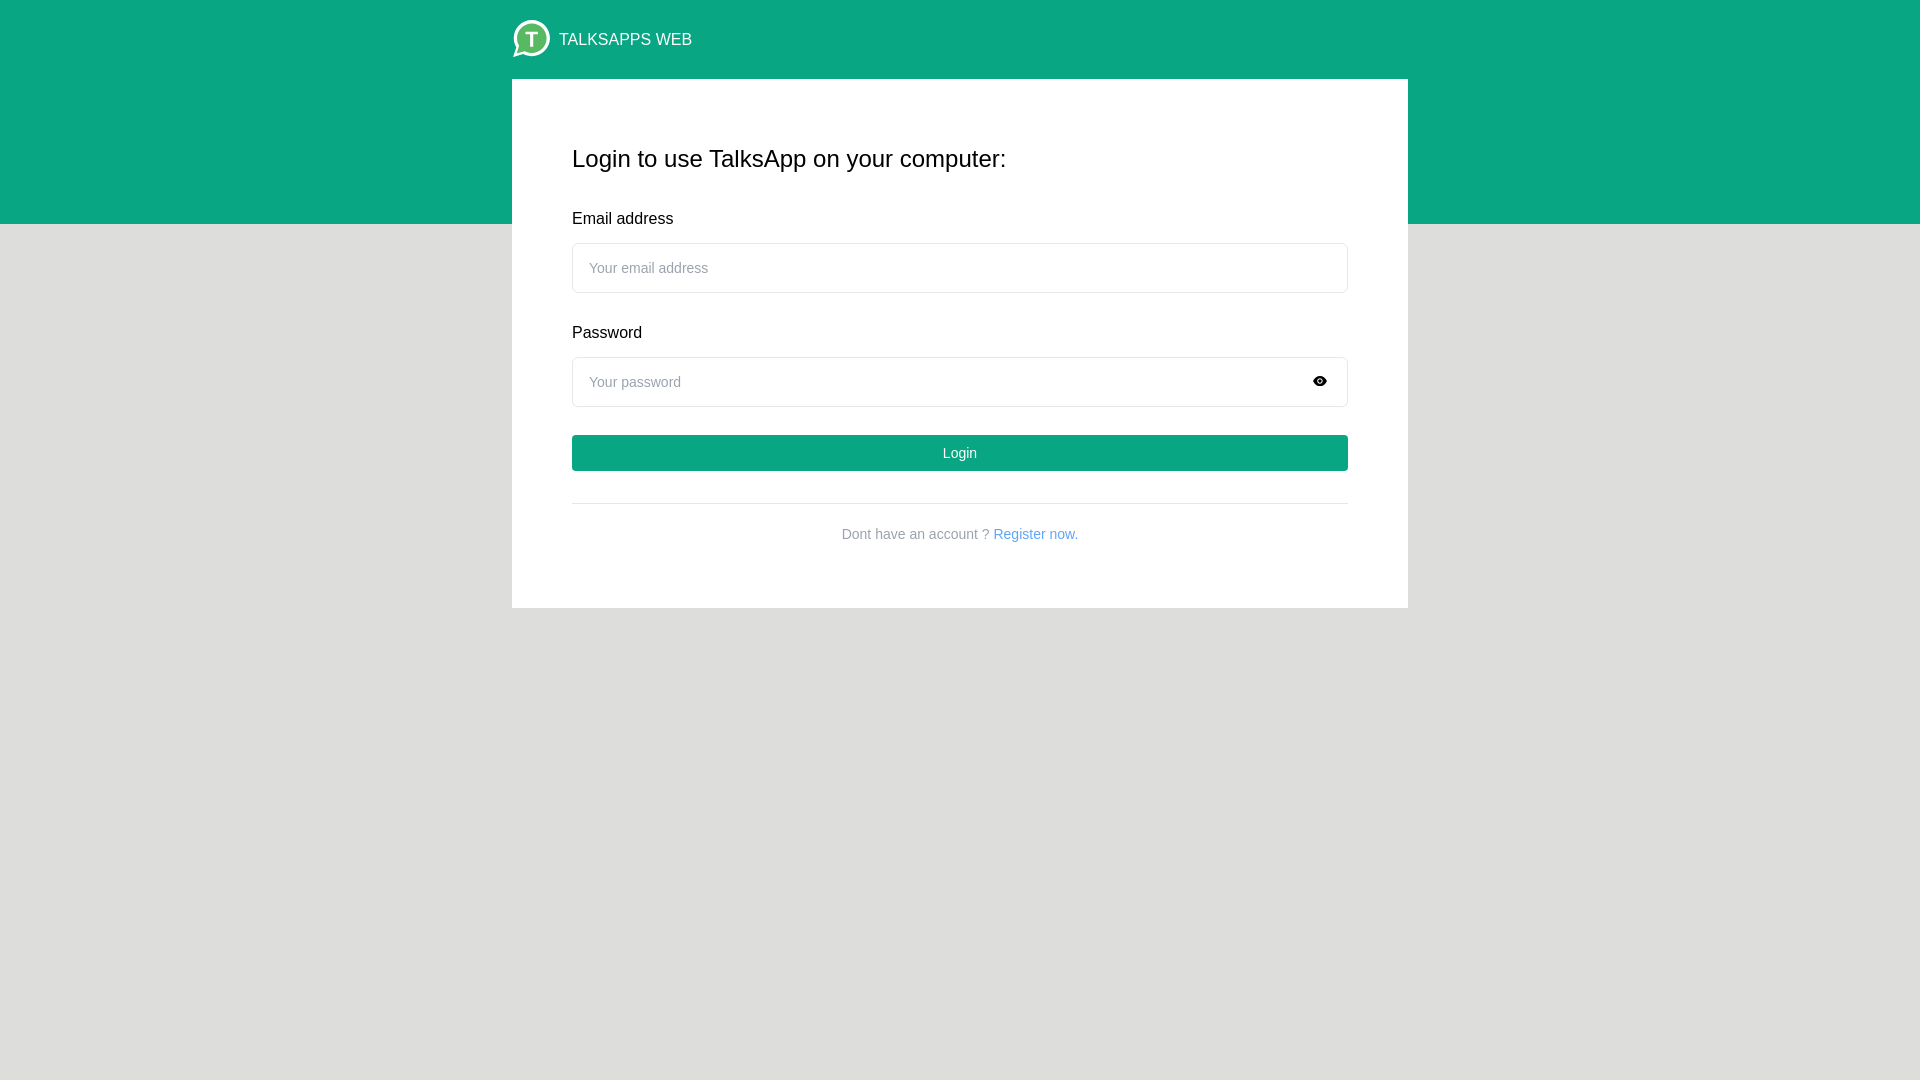 T
TALKSAPPS WEB
Login to use TalksApp on your computer:
Email address
Your email address
Password
Your password
Login
Dont have an account ? Register now.